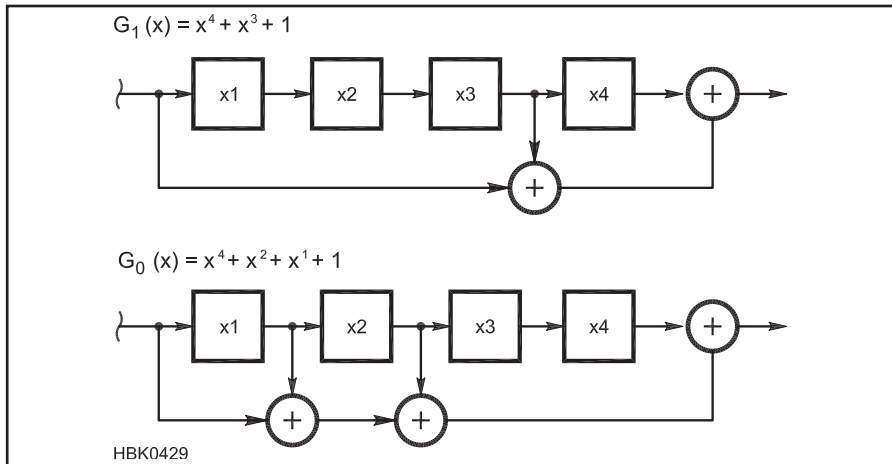 G₁ (x) = x⁴ + x³ + 1
x1 x2 x3 x4 +
+
G₀ (x) = x⁴ + x² + x¹ + 1
x1 x2 x3 x4 +
+ +
HBK0429